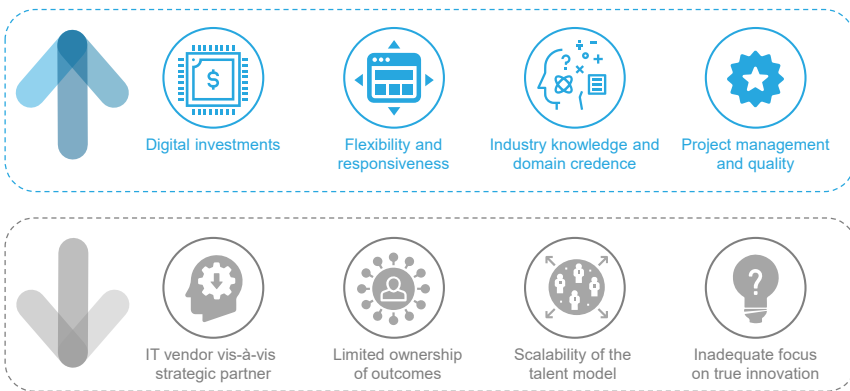 $
?
Digital investments
Flexibility and
responsiveness
Industry knowledge and
domain credence
Project management
and quality
?
IT vendor vis-à-vis
strategic partner
Limited ownership
of outcomes
Scalability of the
talent model
Inadequate focus
on true innovation